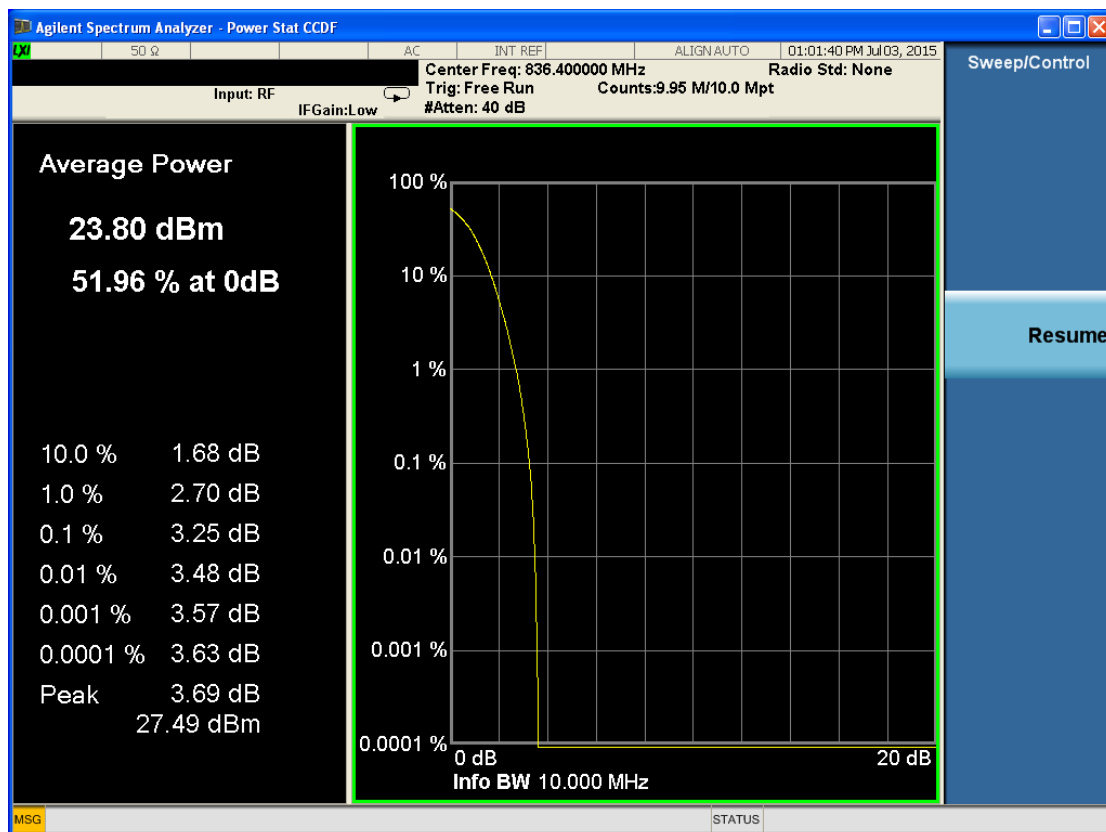 Agilent Spectrum Analyzer - Power Stat CCDF
LXI 50 Ω AC INT REF ALIGNAUTO 01:01:40 PM Jul 03, 2015
Center Freq: 836.400000 MHz Radio Std: None
Input: RF Trig: Free Run Counts:9.95 M/10.0 Mpt
IFGain:Low #Atten: 40 dB
Sweep/Control
Resume
Average Power
23.80 dBm
51.96 % at 0dB
10.0 % 1.68 dB
1.0 % 2.70 dB
0.1 % 3.25 dB
0.01 % 3.48 dB
0.001 % 3.57 dB
0.0001 % 3.63 dB
Peak 3.69 dB
27.49 dBm
100 %
10 %
1 %
0.1 %
0.01 %
0.001 %
0.0001 %
0 dB 20 dB
Info BW 10.000 MHz
MSG STATUS